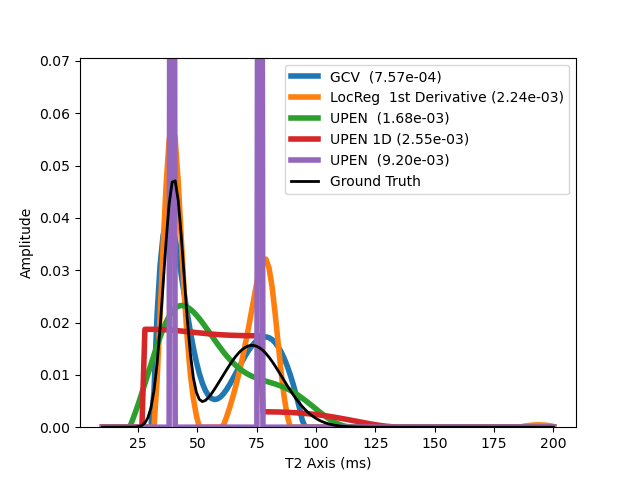 0.07
0.06
0.05
0.04
0.03
0.02
0.01
0.00
Amplitude
GCV  (7.57e-04)
LocReg  1st Derivative (2.24e-03)
UPEN  (1.68e-03)
UPEN 1D (2.55e-03)
UPEN  (9.20e-03)
Ground Truth
25 50 75 100 125 150 175 200
T2 Axis (ms)